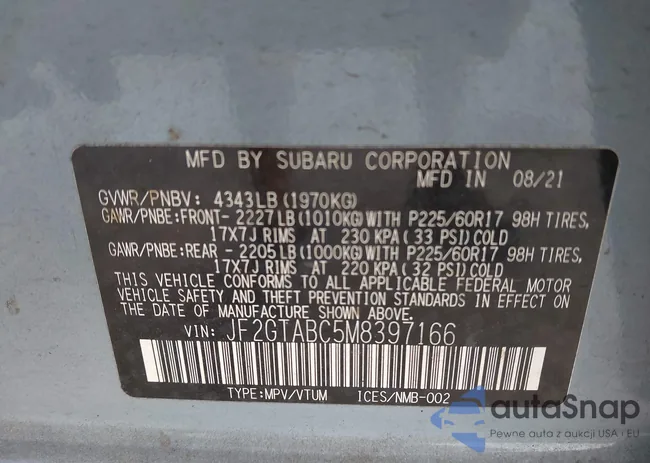 MFD BY SUBARU CORPORATION
MFD IN 08/21
GVWR/PNBV: 4343LB (1970KG)
GAWR/PNBE:FRONT- 2227LB(1010KG)WITH P225/60R17 98H TIRES,
17X7J RIMS AT 230 KPA(33 PSI)COLD
GAWR/PNBE:REAR - 2205LB(1000KG)WITH P225/60R17 98H TIRES,
17X7J RIMS AT 220 KPA(32 PSI)COLD
THIS VEHICLE CONFORMS TO ALL APPLICABLE FEDERAL MOTOR
VEHICLE SAFETY AND THEFT PREVENTION STANDARDS IN EFFECT ON
THE DATE OF MANUFACTURE SHOWN ABOVE.
VIN: JF2GTABC5M8397166
TYPE:MPV/VTUM ICES/NMB-002
autoSnap
Pewne auta z aukcji USA i EU